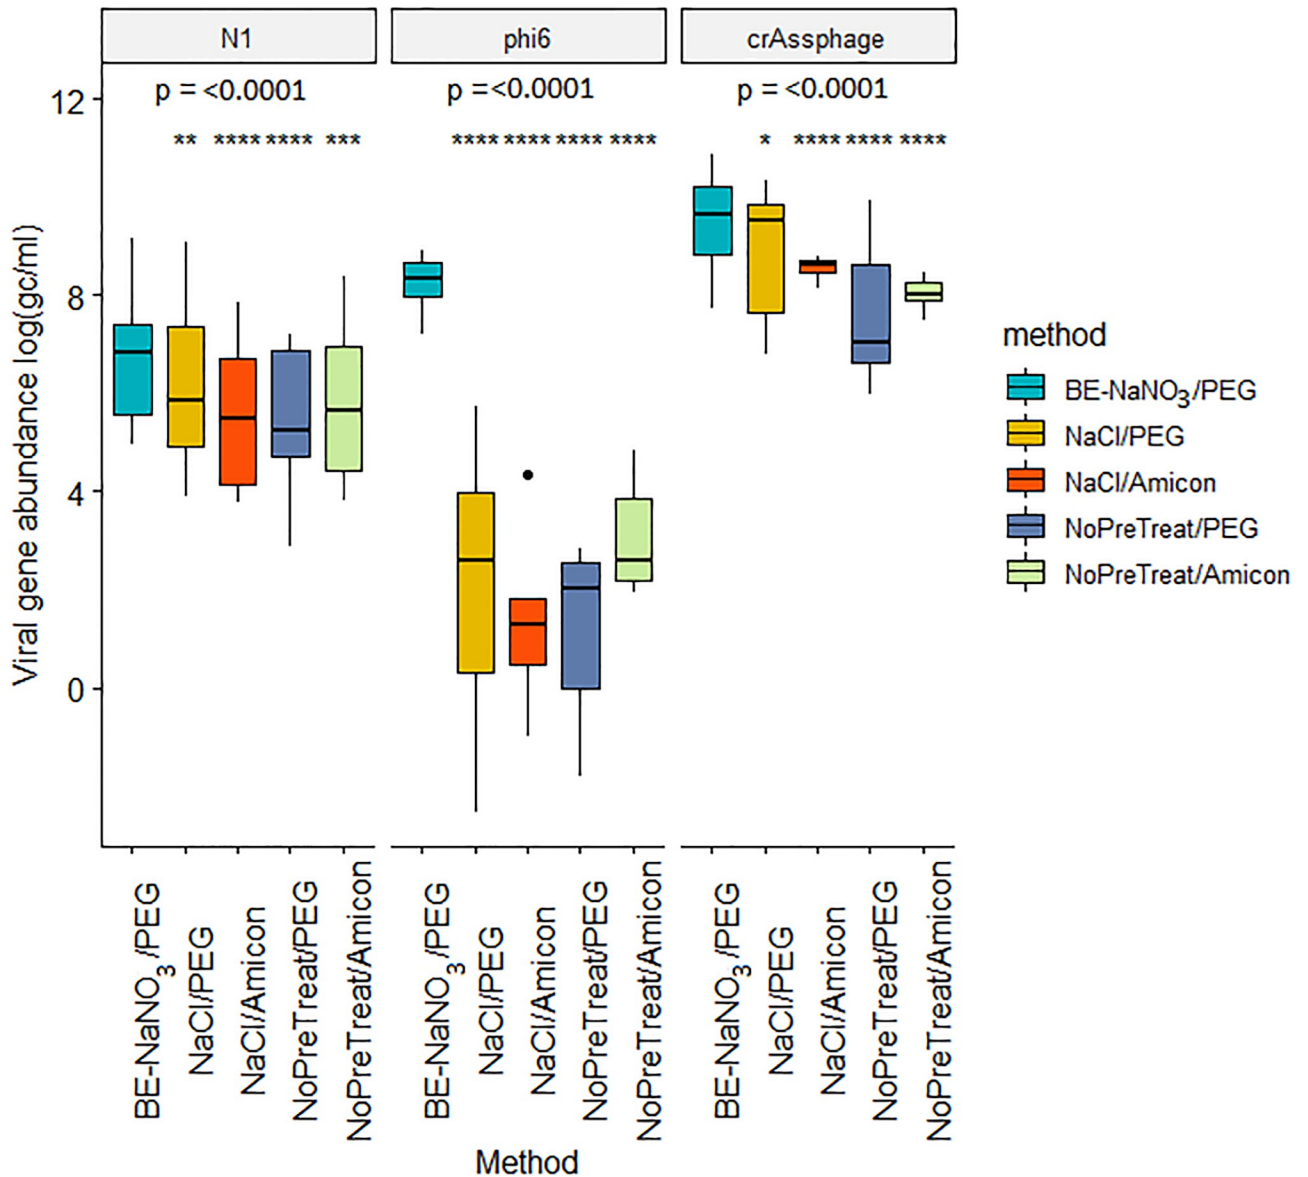 N1 phi6 crAssphage
p = <0.0001 p =<0.0001 p = <0.0001
** **** **** *** **** **** **** **** * **** **** ****
12
8
4
0
Viral gene abundance log(gc/ml)
BE-NaNO3/PEG
NaCl/PEG
NaCl/Amicon
NoPreTreat/PEG
NoPreTreat/Amicon
BE-NaNO3/PEG
NaCl/PEG
NaCl/Amicon
NoPreTreat/PEG
NoPreTreat/Amicon
BE-NaNO3/PEG
NaCl/PEG
NaCl/Amicon
NoPreTreat/PEG
NoPreTreat/Amicon
Method
method
BE-NaNO3/PEG
NaCl/PEG
NaCl/Amicon
NoPreTreat/PEG
NoPreTreat/Amicon